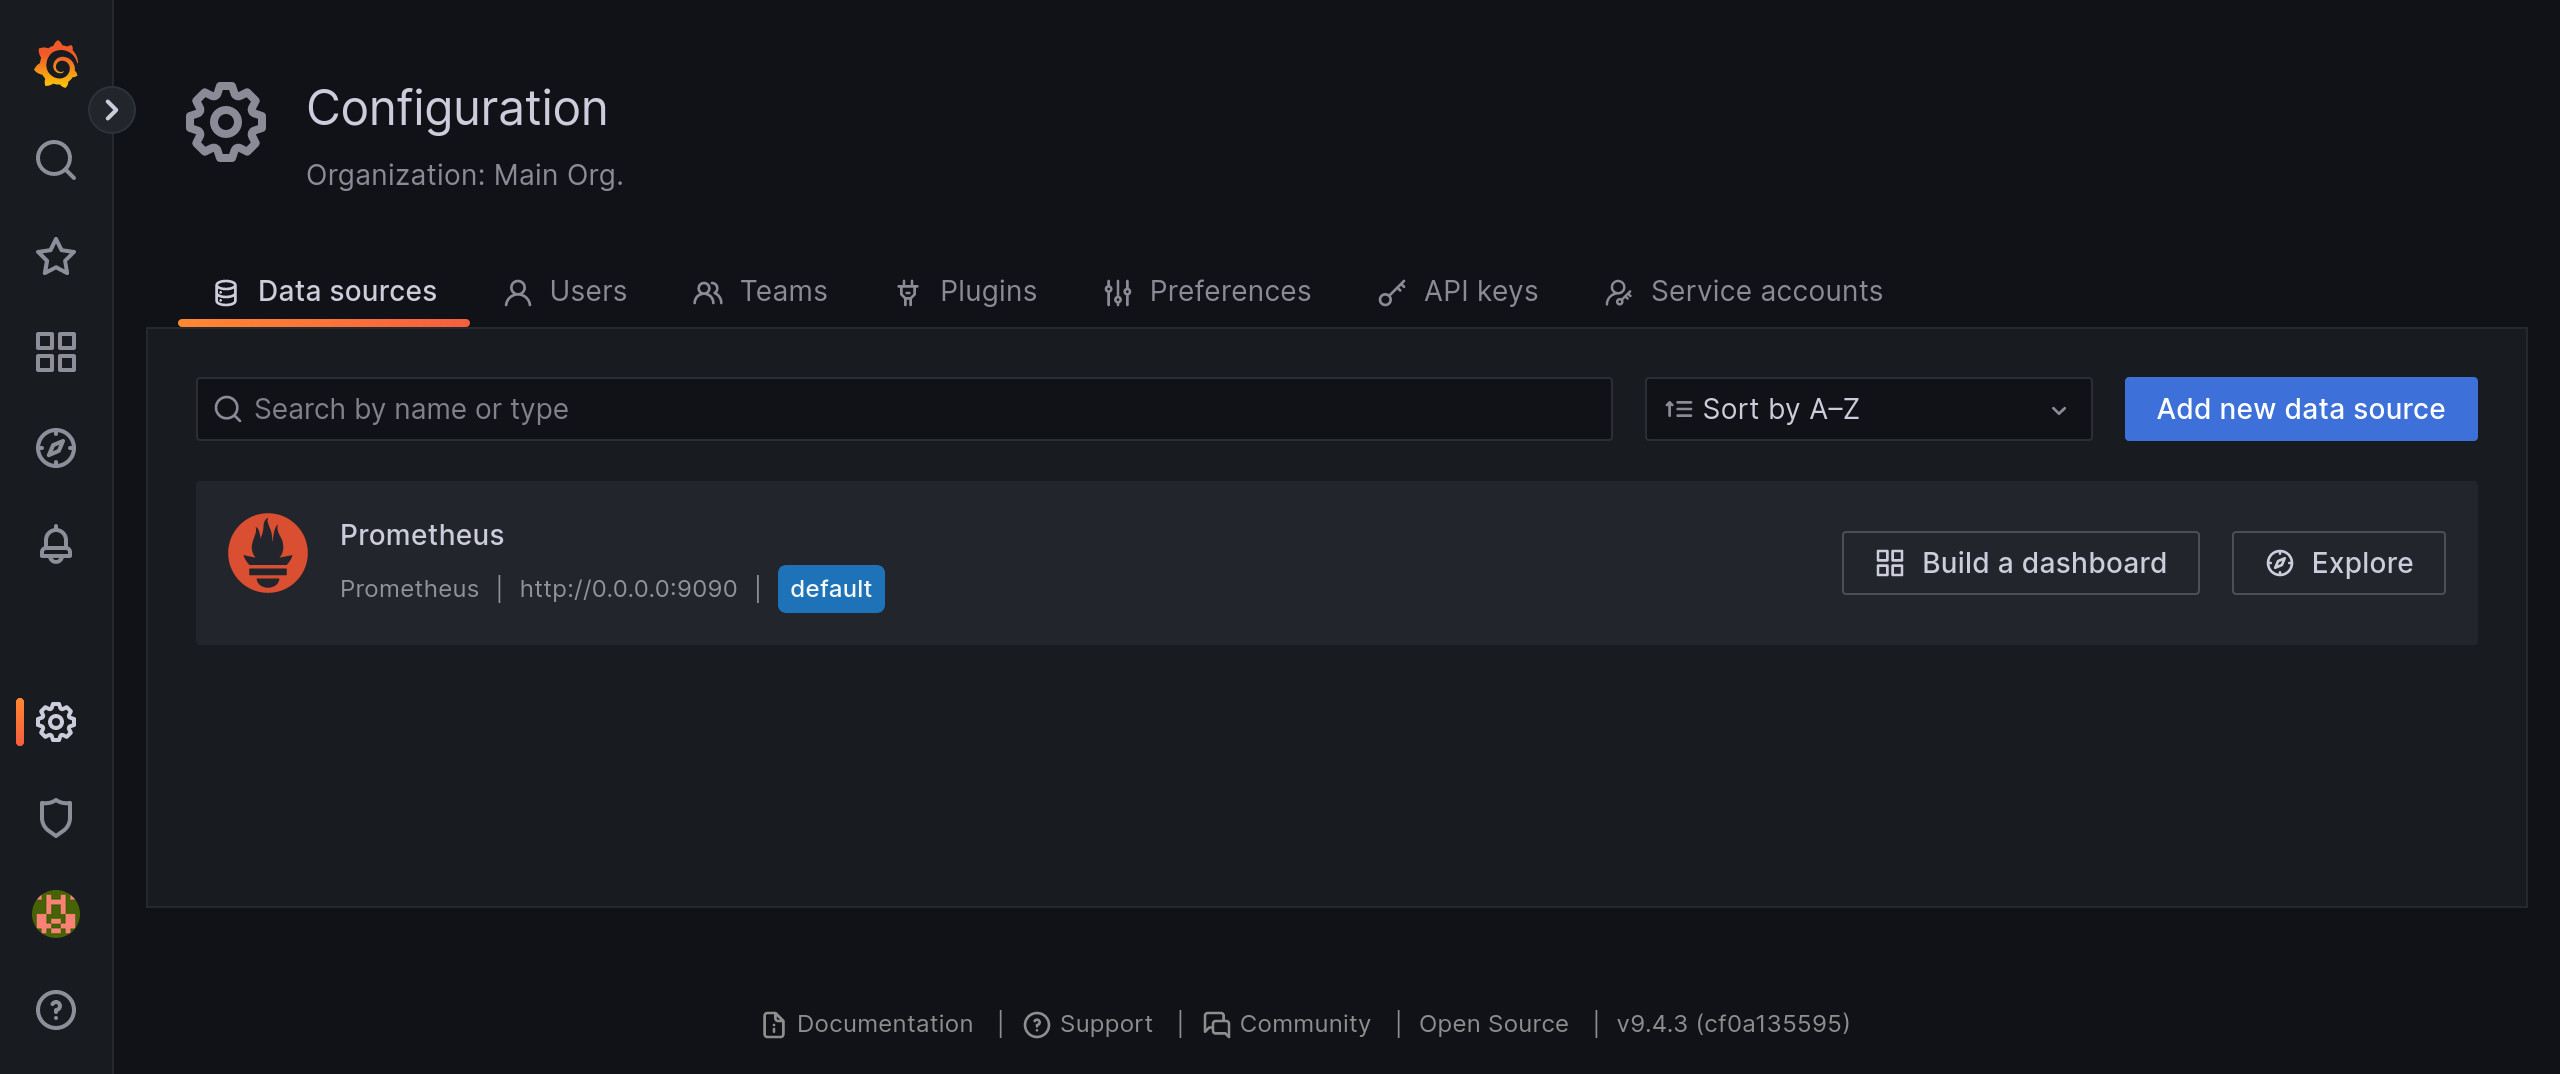 Configuration
Organization: Main Org.
Data sources Users Teams Plugins Preferences API keys Service accounts
Search by name or type Sort by A–Z Add new data source
Prometheus
Prometheus | http://0.0.0.0:9090 | default
Build a dashboard Explore
Documentation | Support | Community | Open Source | v9.4.3 (cf0a135595)